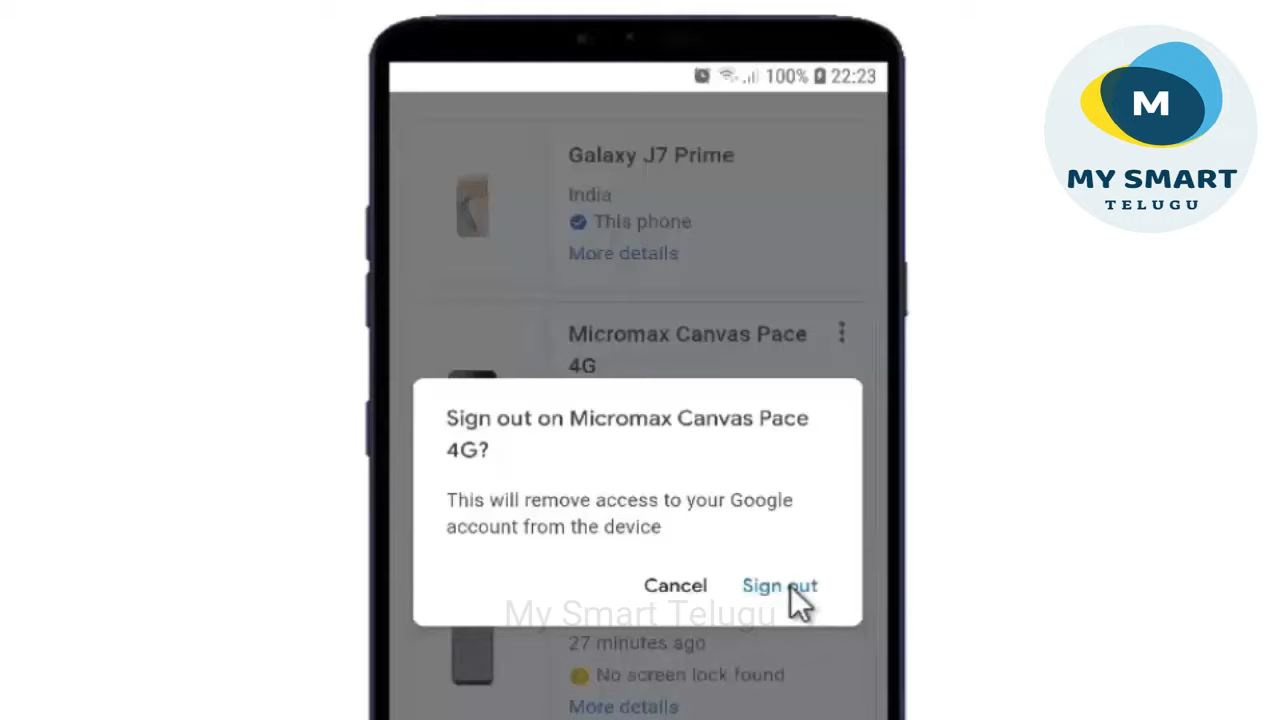 100% 22:23
M
MY SMART
TELUGU
Galaxy J7 Prime
India
This phone
More details
Micromax Canvas Pace
4G
Sign out on Micromax Canvas Pace
4G?
This will remove access to your Google
account from the device
Cancel Sign out
My Smart Telugu
27 minutes ago
No screen lock found
More details